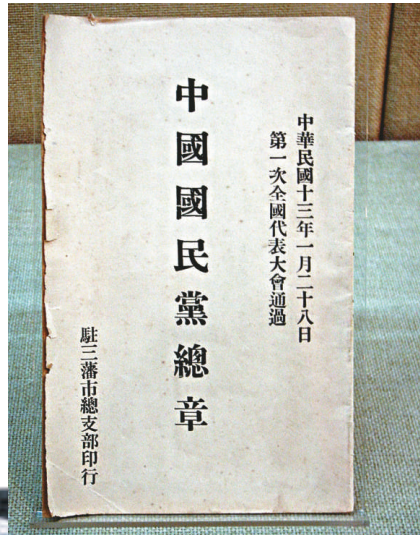 中華民國十三年一月二十八日
第一次全國代表大會通過
中國國民黨總章
駐三藩市總支部印行